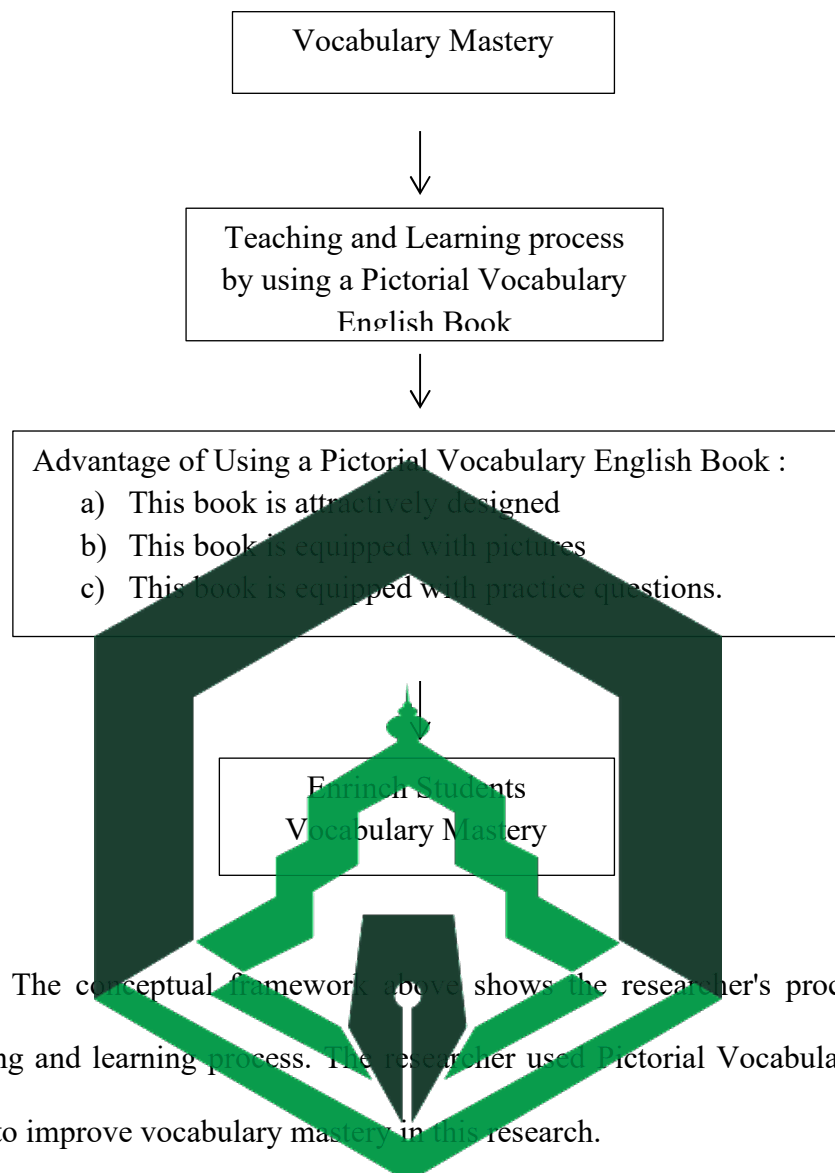 Vocabulary Mastery
Teaching and Learning process
by using a Pictorial Vocabulary
English Book
Advantage of Using a Pictorial Vocabulary English Book :
a) This book is attractively designed
b) This book is equipped with pictures
c) This book is equipped with practice questions.
Enrinch Students
Vocabulary Mastery
The conceptual framework above shows the researcher's proc
ng and learning process. The researcher used Pictorial Vocabula
to improve vocabulary mastery in this research.